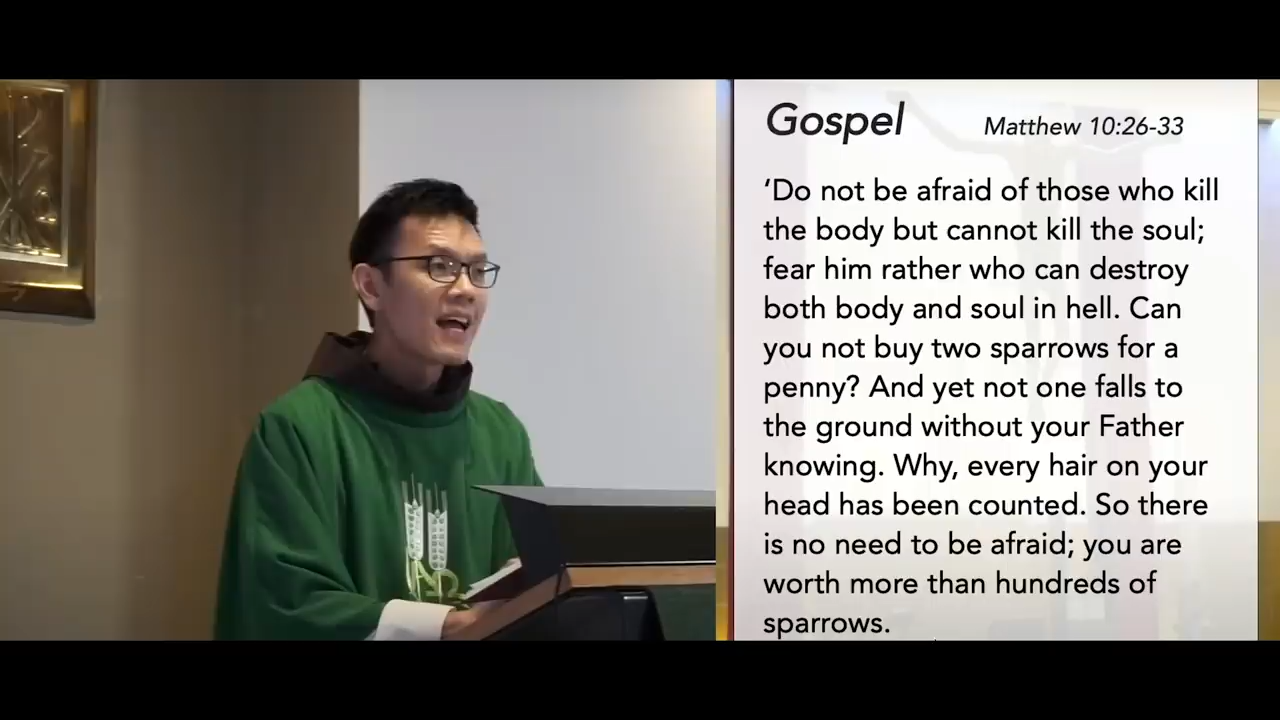 Gospel
Matthew 10:26-33
‘Do not be afraid of those who kill
the body but cannot kill the soul;
fear him rather who can destroy
both body and soul in hell. Can
you not buy two sparrows for a
penny? And yet not one falls to
the ground without your Father
knowing. Why, every hair on your
head has been counted. So there
is no need to be afraid; you are
worth more than hundreds of
sparrows.